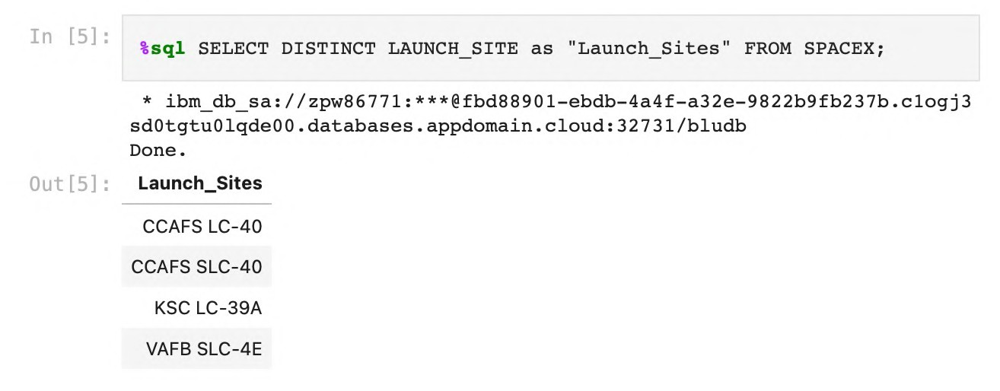 In [5]:
%sql SELECT DISTINCT LAUNCH_SITE as "Launch_Sites" FROM SPACEX;
* ibm_db_sa://zpw86771:***@fbd88901-ebdb-4a4f-a32e-9822b9fb237b.c1ogj3
sd0tgtu0lqde00.databases.appdomain.cloud:32731/bludb
Done.
Out[5]:
Launch_Sites
CCAFS LC-40
CCAFS SLC-40
KSC LC-39A
VAFB SLC-4E